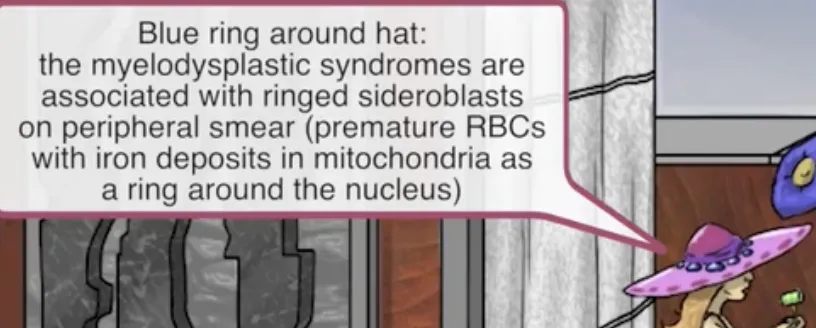 Blue ring around hat:
the myelodysplastic syndromes are
associated with ringed sideroblasts
on peripheral smear (premature RBCs
with iron deposits in mitochondria as
a ring around the nucleus)